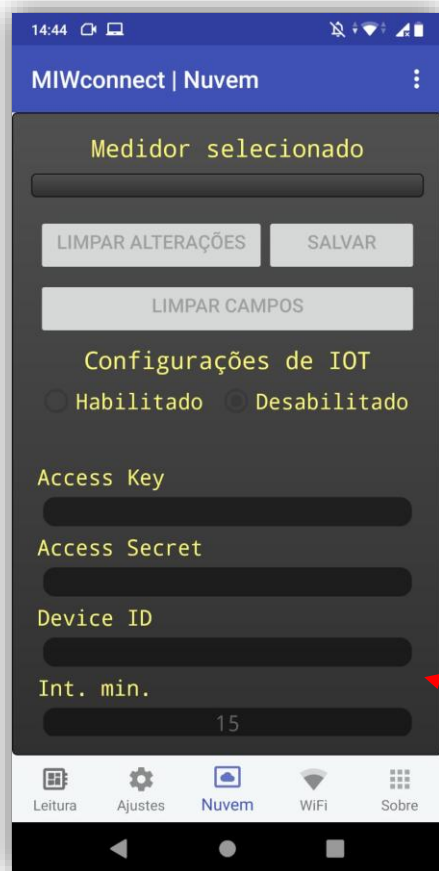 14:44
MIWconnect | Nuvem
Medidor selecionado
LIMPAR ALTERAÇÕES SALVAR
LIMPAR CAMPOS
Configurações de IOT
Habilitado Desabilitado
Access Key
Access Secret
Device ID
Int. min.
15
Leitura Ajustes Nuvem WiFi Sobre